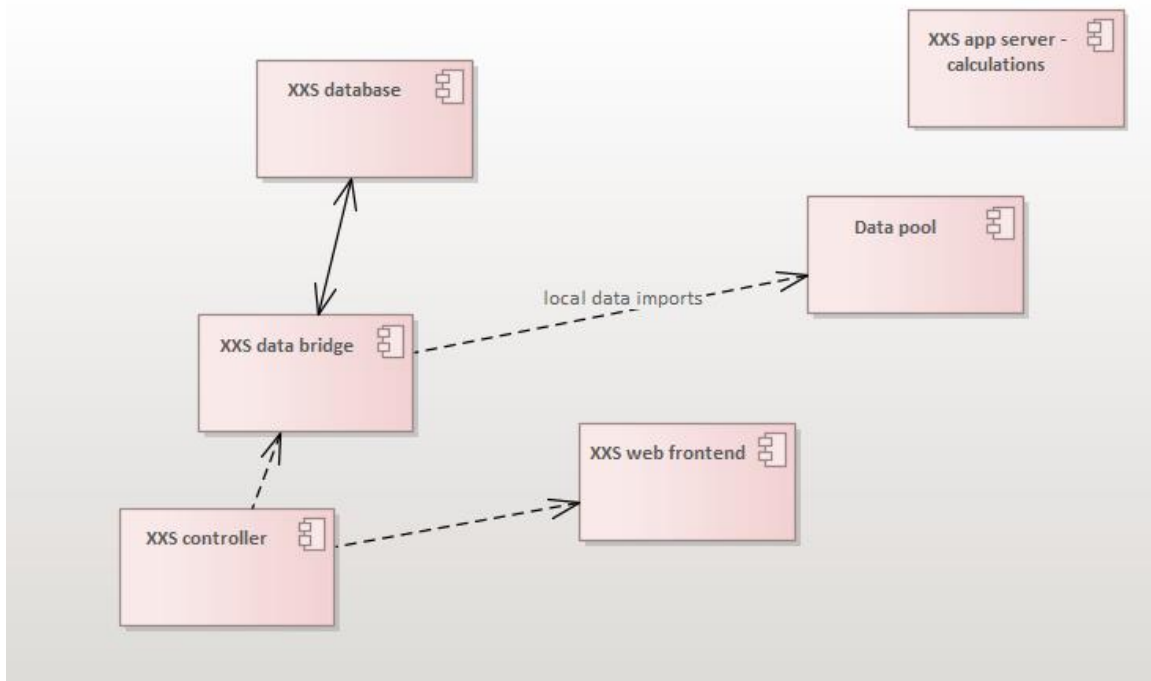 XXS app server -
calculations
XXS database
Data pool
local data imports
XXS data bridge
XXS web frontend
XXS controller